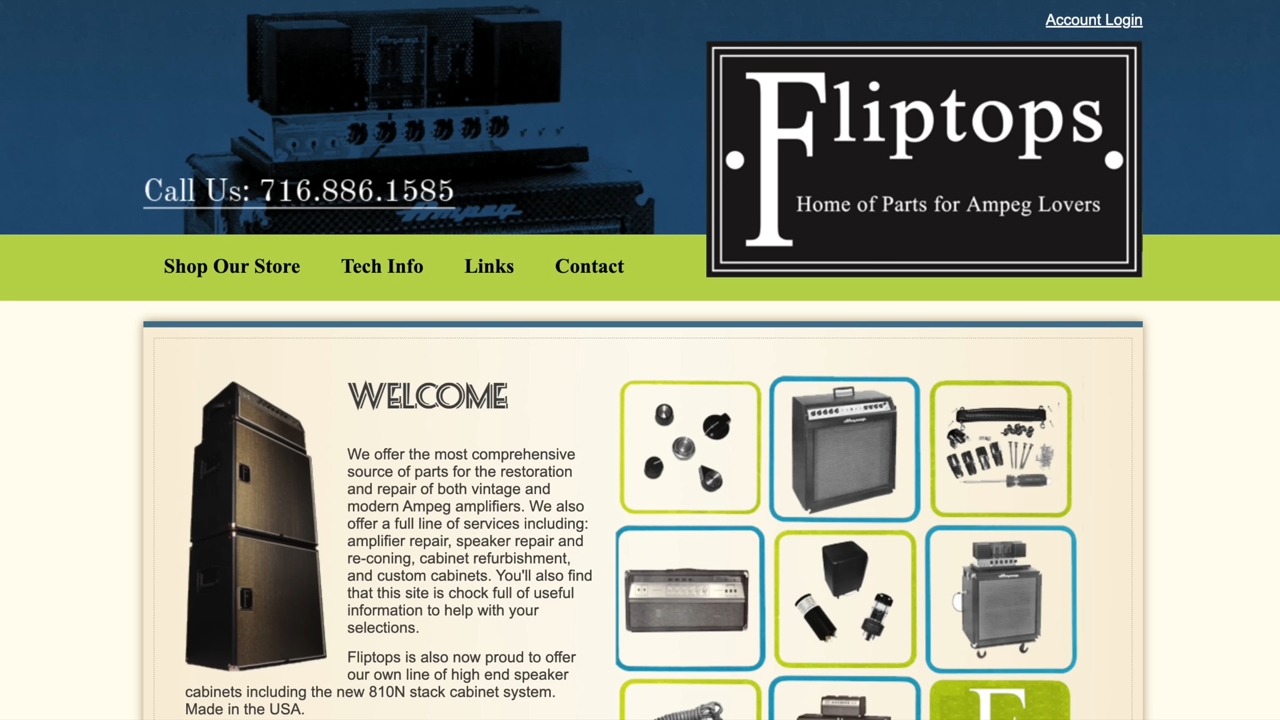 Account Login
Fliptops
Home of Parts for Ampeg Lovers
Call Us: 716.886.1585
Ampeg
Shop Our Store
Tech Info
Links
Contact
WELCOME
We offer the most comprehensive
source of parts for the restoration
and repair of both vintage and
modern Ampeg amplifiers. We also
offer a full line of services including:
amplifier repair, speaker repair and
re-coning, cabinet refurbishment,
and custom cabinets. You'll also find
that this site is chock full of useful
information to help with your
selections.
Fliptops is also now proud to offer
our own line of high end speaker
cabinets including the new 810N stack cabinet system.
Made in the USA.
Ampeg
F